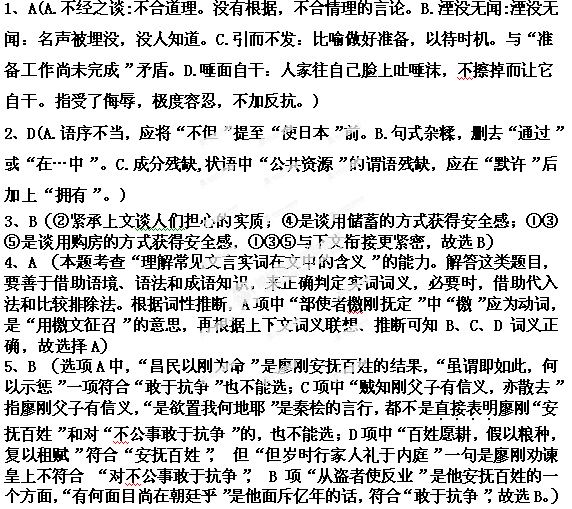 1、A(A.不经之谈:不合道理。没有根据，不合情理的言论。B.湮没无闻:湮没无
闻：名声被埋没，没人知道。C.引而不发：比喻做好准备，以待时机。与“准
备工作尚未完成”矛盾。D.唾面自干：人家往自己脸上吐唾沫，不擦掉而让它
自干。指受了侮辱，极度容忍，不加反抗。)
2、D(A.语序不当，应将“不但”提至“使日本”前。B.句式杂糅，删去“通过”
或“在…中”。C.成分残缺,状语中“公共资源”的谓语残缺，应在“默许”后
加上“拥有”。)
3、B (②紧承上文谈人们担心的实质；④是谈用储蓄的方式获得安全感；①③
⑤是谈用购房的方式获得安全感，①③⑤与下文衔接更紧密，故选B)
4、A (本题考查“理解常见文言实词在文中的含义”的能力。解答这类题目，
要善于借助语境、语法和成语知识，来正确判定实词词义，必要时，借助代入
法和比较排除法。根据词性推断，A项中“部使者檄刚抚定”中“檄”应为动词，
是“用檄文征召”的意思，再根据上下文词义联想、推断可知 B、C、D 词义正
确，故选择A)
5、B (选项A中，“昌民以刚为命”是廖刚安抚百姓的结果，“虽谓即如此，何
以示惩”一项符合“敢于抗争”也不能选；C项中“贼知刚父子有信义，亦散去”
指廖刚父子有信义，“是欲置我何地耶”是秦桧的言行，都不是直接表明廖刚“安
抚百姓”和对“不公事敢于抗争”的，也不能选；D项中“百姓愿耕，假以粮种，
复以租赋”符合“安抚百姓”， 但“但岁时行家人礼于内庭”一句是廖刚劝谏
皇上不符合 “对不公事敢于抗争”， B 项“从盗者使反业”是他安抚百姓的一
个方面，“有何面目尚在朝廷乎”是他面斥亿年的话，符合“敢于抗争”，故选B。)